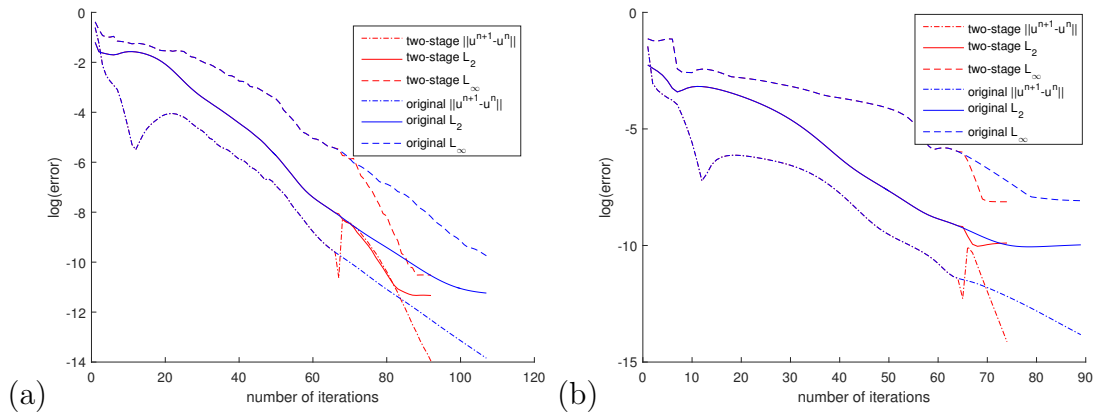 0
-2
-4
-6
-8
-10
-12
-14
log(error)
0
20
40
60
80
100
120
number of iterations
two-stage ||u^{n+1}-u^n||
two-stage L_2
two-stage L_∞
original ||u^{n+1}-u^n||
original L_2
original L_∞
(a)
0
-5
-10
-15
log(error)
0
10
20
30
40
50
60
70
80
90
number of iterations
two-stage ||u^{n+1}-u^n||
two-stage L_2
two-stage L_∞
original ||u^{n+1}-u^n||
original L_2
original L_∞
(b)